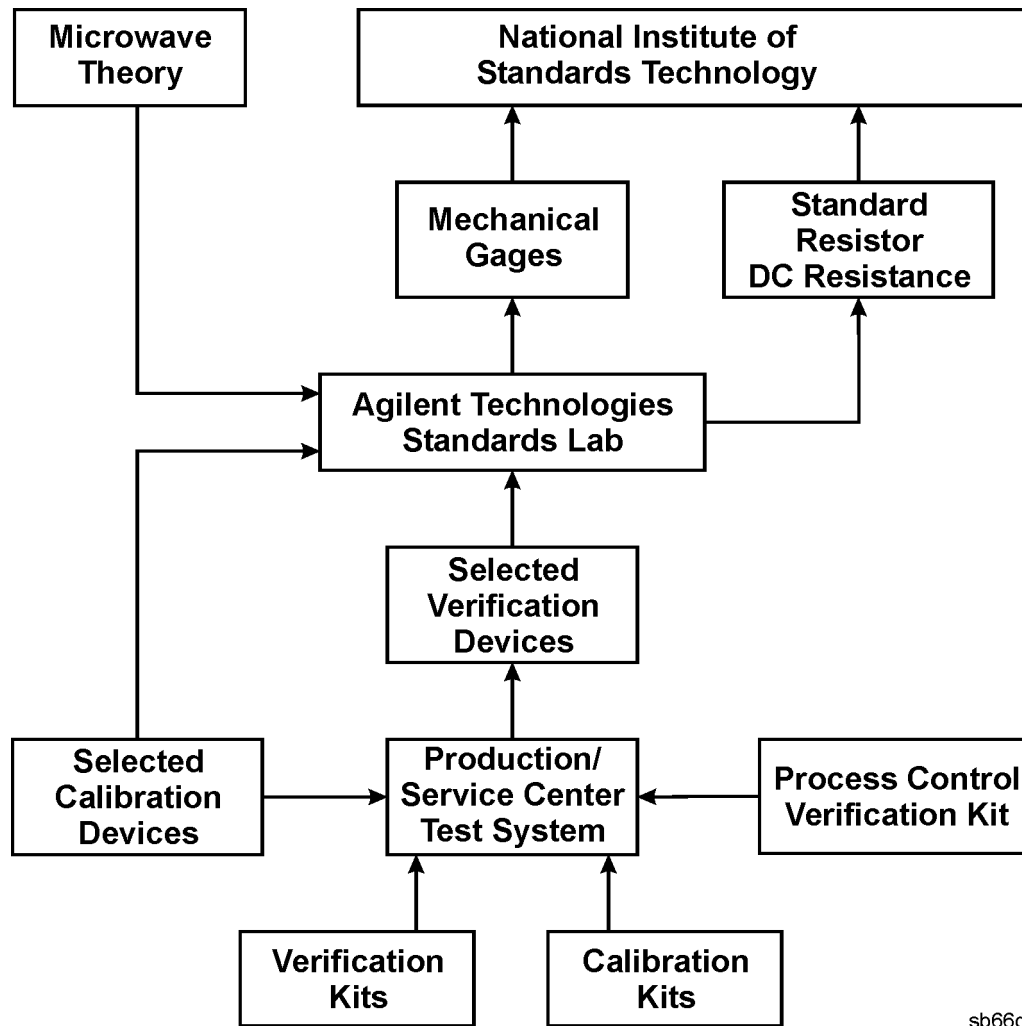 Microwave
Theory
National Institute of
Standards Technology
Mechanical
Gages
Standard
Resistor
DC Resistance
Agilent Technologies
Standards Lab
Selected
Verification
Devices
Selected
Calibration
Devices
Production/
Service Center
Test System
Process Control
Verification Kit
Verification
Kits
Calibration
Kits